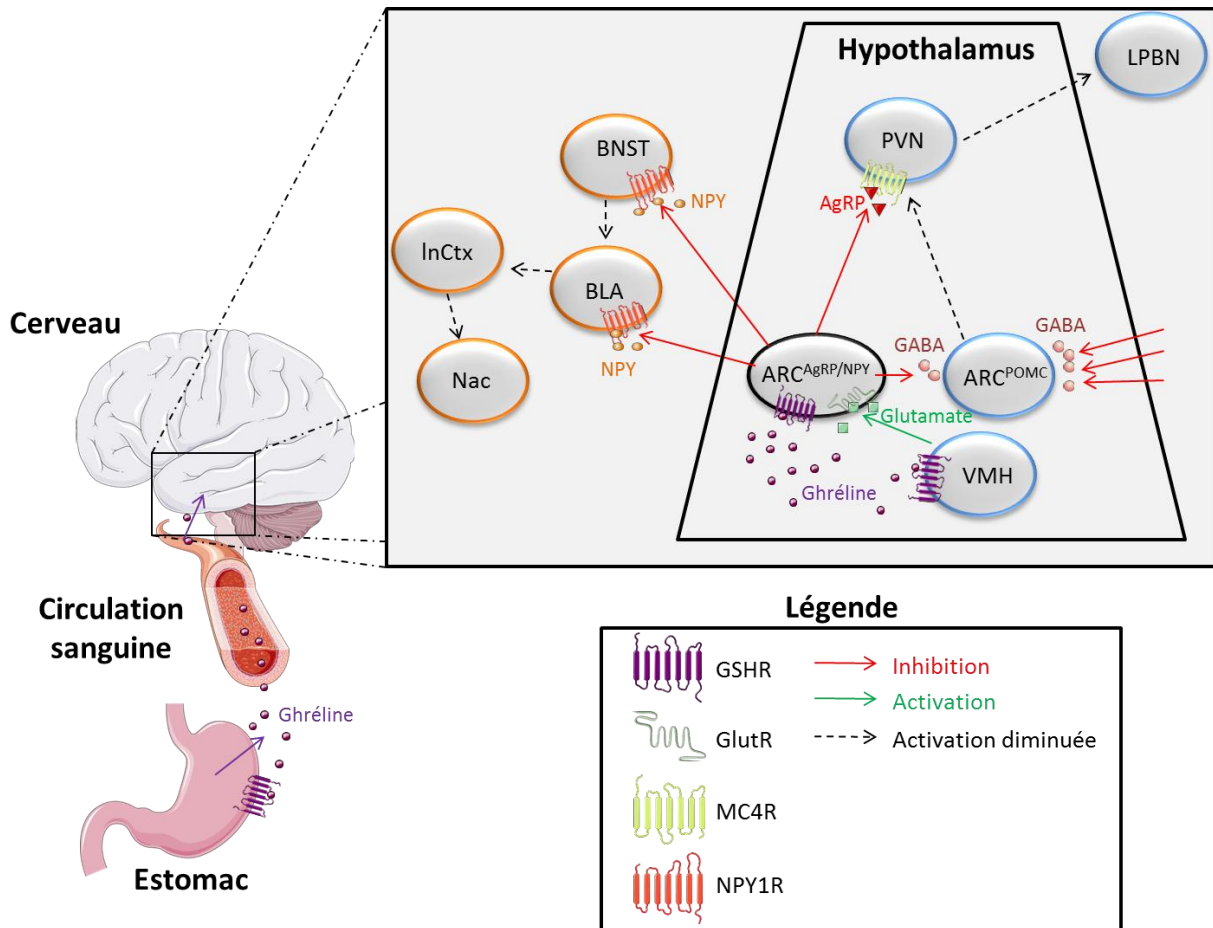 Hypothalamus
LPBN
PVN
BNST
NPY
AgRP
InCtx
BLA
Cerveau
NPY
GABA
GABA
Nac
ARCAgRP/NPY
ARCPOMC
Glutamate
VMH
Ghréline
Circulation
sanguine
Légende
GSHR
Inhibition
Activation
Ghréline
GlutR
Activation diminuée
MC4R
Estomac
NPY1R